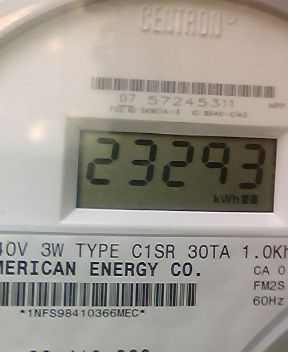 CENTRON
07 57245311
23293
kWh
40V 3W TYPE C1SR 30TA 1.0Kh
MERICAN ENERGY CO.
CA 0
FM2S
60Hz
*1NFS98410366MEC*